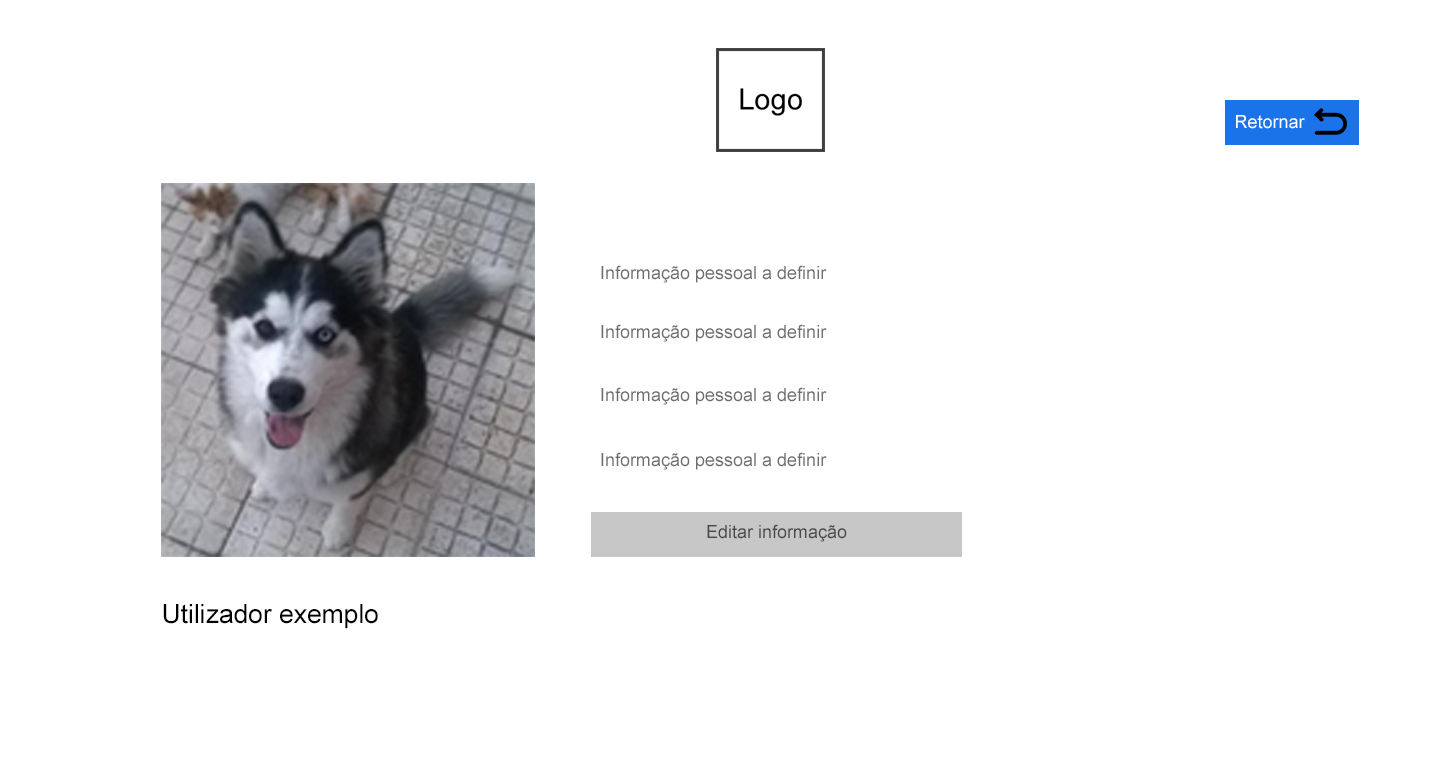 Logo
Retornar
Informação pessoal a definir
Informação pessoal a definir
Informação pessoal a definir
Informação pessoal a definir
Editar informação
Utilizador exemplo